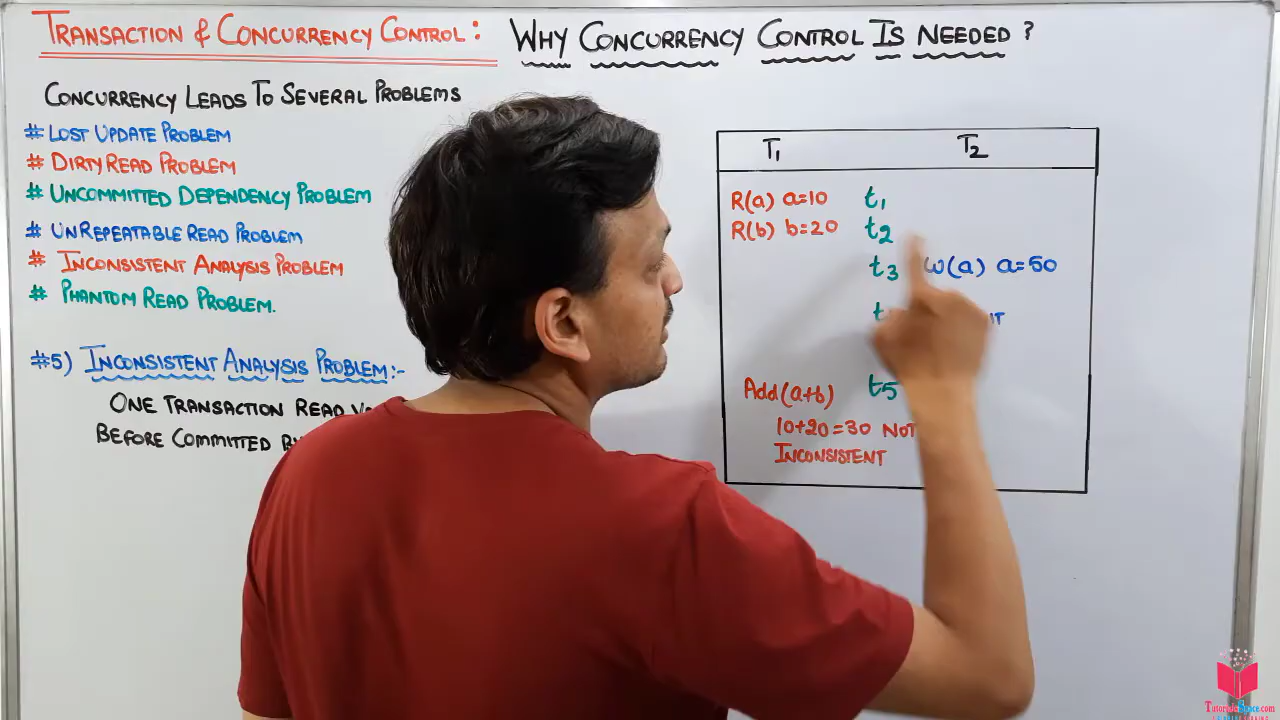 TRANSACTION & CONCURRENCY CONTROL: WHY CONCURRENCY CONTROL IS NEEDED ?
CONCURRENCY LEADS TO SEVERAL PROBLEMS
# LOST UPDATE PROBLEM
# DIRTY READ PROBLEM
# UNCOMMITTED DEPENDENCY PROBLEM
# UNREPEATABLE READ PROBLEM
# INCONSISTENT ANALYSIS PROBLEM
# PHANTOM READ PROBLEM.
#5) INCONSISTENT ANALYSIS PROBLEM:-
ONE TRANSACTION READ
BEFORE COMMITTED
T1 T2
R(a) a=10 t1
R(b) b=20 t2
t3 W(a) a=50
Add(a+b) t5
10+20=30 NOT
INCONSISTENT